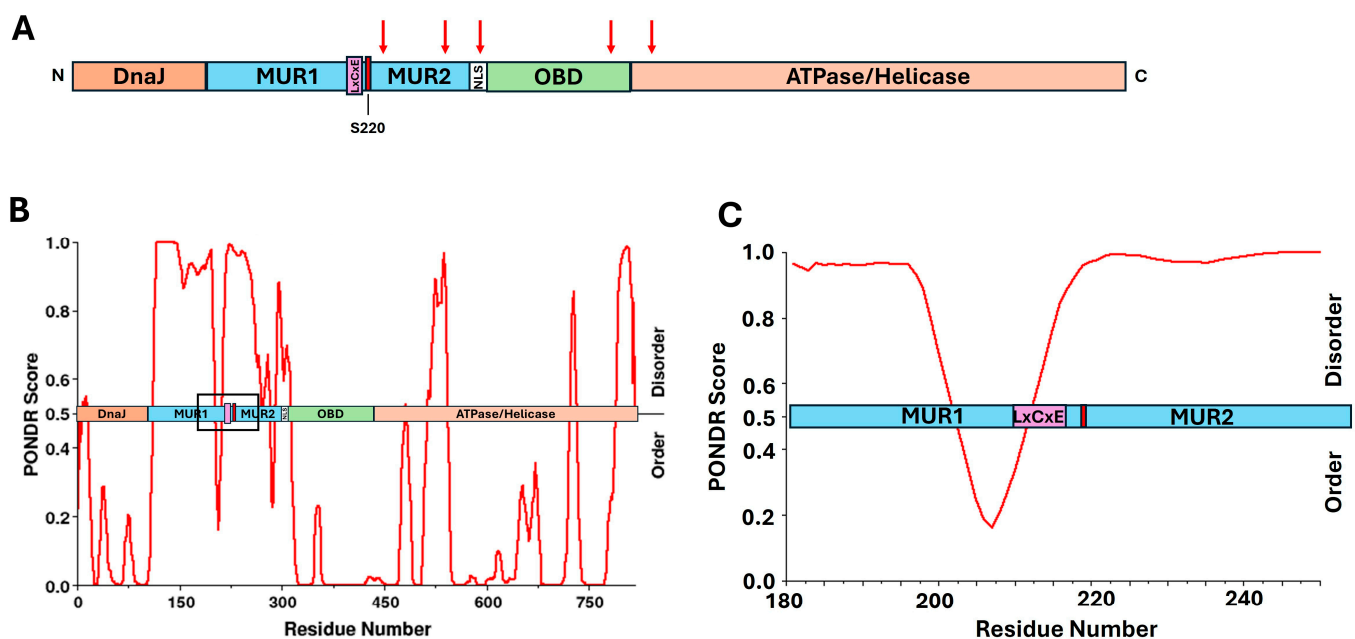 A
N DnaJ MUR1 LxCxE MUR2 NLS OBD ATPase/Helicase C
S220
B
PONDR Score
1.0
0.8
0.6
0.5
0.4
0.2
0.0
DnaJ MUR1 MUR2 NLS OBD ATPase/Helicase
Disorder
Order
0 150 300 450 600 750
Residue Number
C
PONDR Score
1.0
0.8
0.6
0.5
0.4
0.2
0.0
MUR1 LxCxE MUR2
Disorder
Order
180 200 220 240
Residue Number